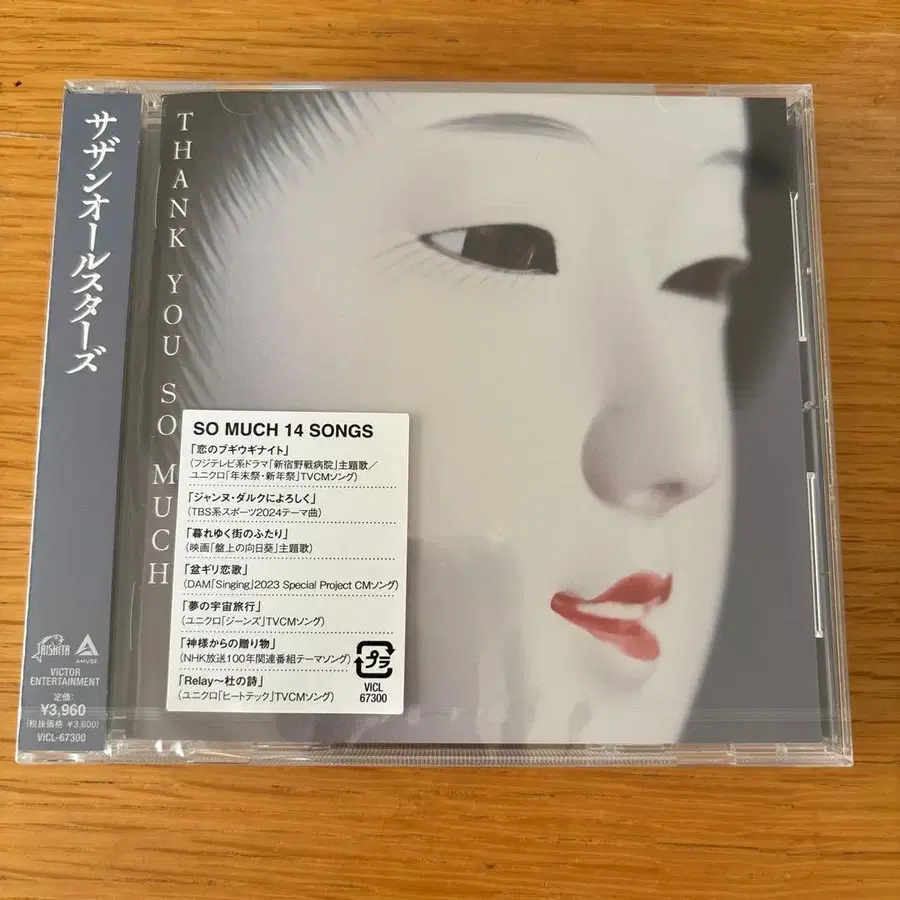 サザンオールスターズ
TAISHITA
AMUSE
VICTOR
ENTERTAINMENT
定価:
¥3,960
(税抜価格 ¥3,600)
VICL-67300
THANK YOU SO MUCH
SO MUCH 14 SONGS
「恋のブギウギナイト」
(フジテレビ系ドラマ「新宿野戦病院」主題歌/
ユニクロ「年末祭・新年祭」TVCMソング)
「ジャンヌ・ダルクによろしく」
(TBS系スポーツ2024テーマ曲)
「暮れゆく街のふたり」
(映画「盤上の向日葵」主題歌)
「盆ギリ恋歌」
(DAM「Singing」2023 Special Project CMソング)
「夢の宇宙旅行」
(ユニクロ「ジーンズ」TVCMソング)
「神様からの贈り物」
(NHK放送100年関連番組テーマソング)
「Relay〜杜の詩」
(ユニクロ「ヒートテック」TVCMソング)
プラ
VICL
67300